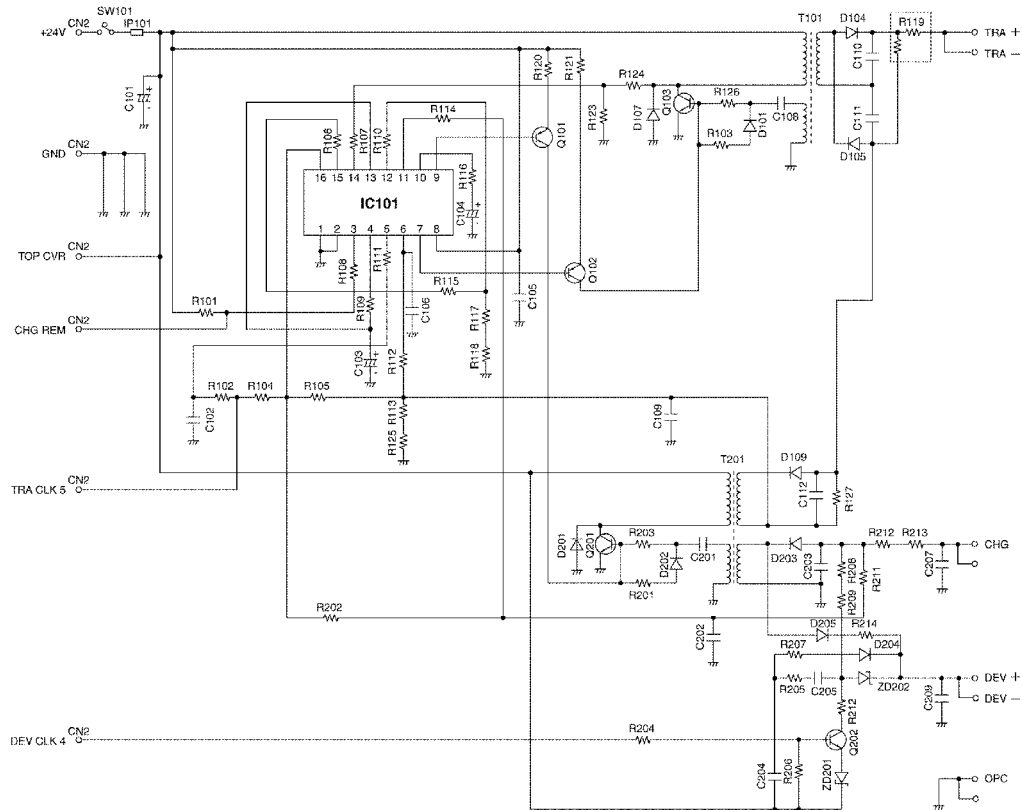 SW101
CN2
IP101
+24V
T101
D104
R119
TRA +
TRA −
C110
R120
R121
R124
C101
R114
Q103
R126
R123
D107
D101
C108
C111
R106
R107
R110
Q101
R103
D105
CN2
GND
16 15 14 13 12 11 10 9
R116
IC101
C104
1 2 3 4 5 6 7 8
CN2
TOP CVR
R108
R111
Q102
R115
R101
R109
C106
C105
R117
CN2
CHG REM
C103
R112
R118
R102
R104
R105
C102
R113
C109
R125
T201
D109
CN2
TRA CLK 5
C112
R127
D201
Q201
R203
D202
C201
D203
C203
R208
R212
R213
CHG
R211
C207
R201
R209
R202
C202
D205
R214
R207
D204
R205
C205
ZD202
DEV +
DEV −
C209
R212
CN2
DEV CLK 4
R204
Q202
C204
R206
ZD201
OPC